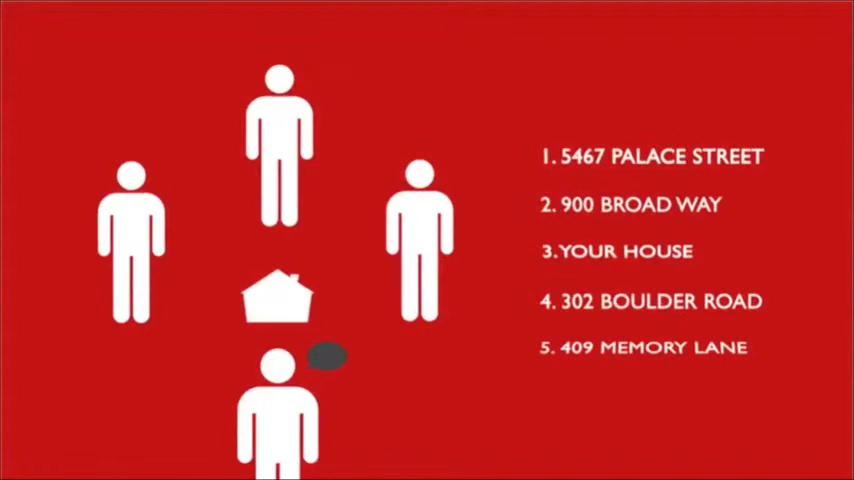 1. 5467 PALACE STREET
2. 900 BROAD WAY
3. YOUR HOUSE
4. 302 BOULDER ROAD
5. 409 MEMORY LANE